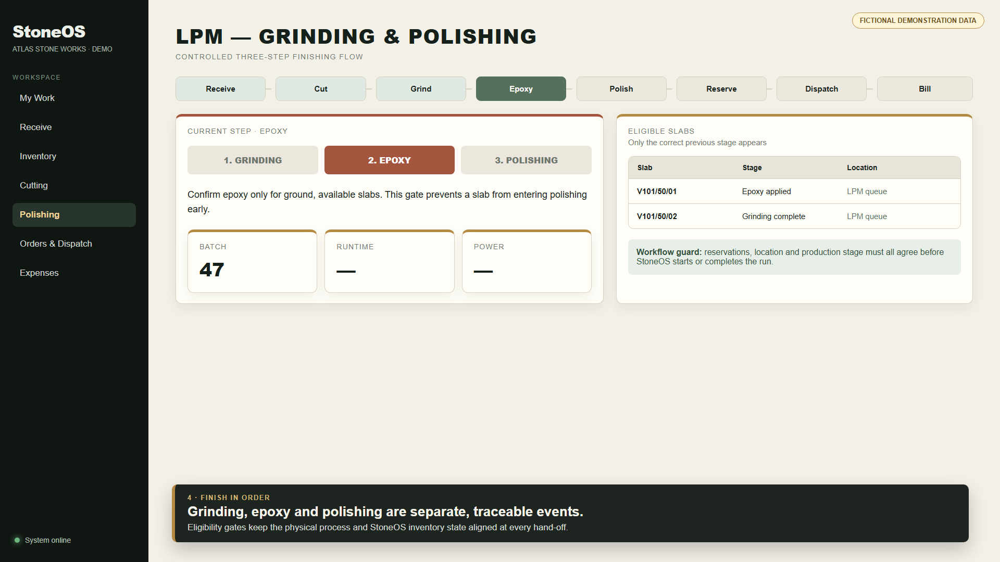 StoneOS
ATLAS STONE WORKS · DEMO
WORKSPACE
My Work
Receive
Inventory
Cutting
Polishing
Orders & Dispatch
Expenses
System online
FICTIONAL DEMONSTRATION DATA
LPM — GRINDING & POLISHING
CONTROLLED THREE-STEP FINISHING FLOW
Receive
Cut
Grind
Epoxy
Polish
Reserve
Dispatch
Bill
CURRENT STEP · EPOXY
1. GRINDING
2. EPOXY
3. POLISHING
Confirm epoxy only for ground, available slabs. This gate prevents a slab from entering polishing
early.
BATCH
47
RUNTIME
—
POWER
—
ELIGIBLE SLABS
Only the correct previous stage appears
Slab Stage Location
V101/50/01 Epoxy applied LPM queue
V101/50/02 Grinding complete LPM queue
Workflow guard: reservations, location and production stage must all agree before
StoneOS starts or completes the run.
4 · FINISH IN ORDER
Grinding, epoxy and polishing are separate, traceable events.
Eligibility gates keep the physical process and StoneOS inventory state aligned at every hand-off.